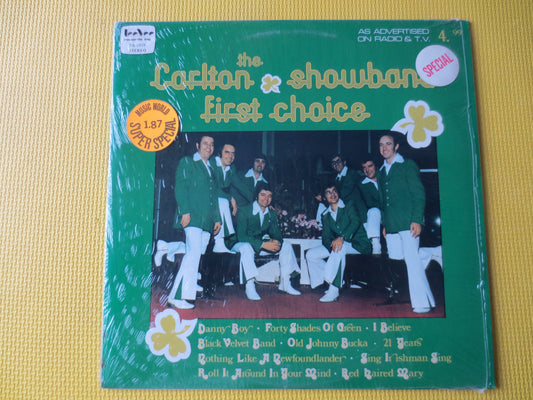 AS ADVERTISED
ON RADIO & T.V.
4.99
SPECIAL
the
Carlton showband
first choice
MUSIC WORLD
1.87
SUPER SPECIAL
Danny Boy · Forty Shades Of Green · I Believe
Black Velvet Band · Old Johnny Bucka · 21 Years
Nothing Like A Newfoundlander · Sing Irishman Sing
Roll It Around In Your Mind · Red Haired Mary